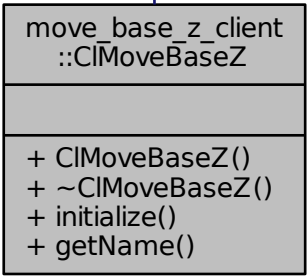 move_base_z_client
::ClMoveBaseZ
+ ClMoveBaseZ()
+ ~ClMoveBaseZ()
+ initialize()
+ getName()